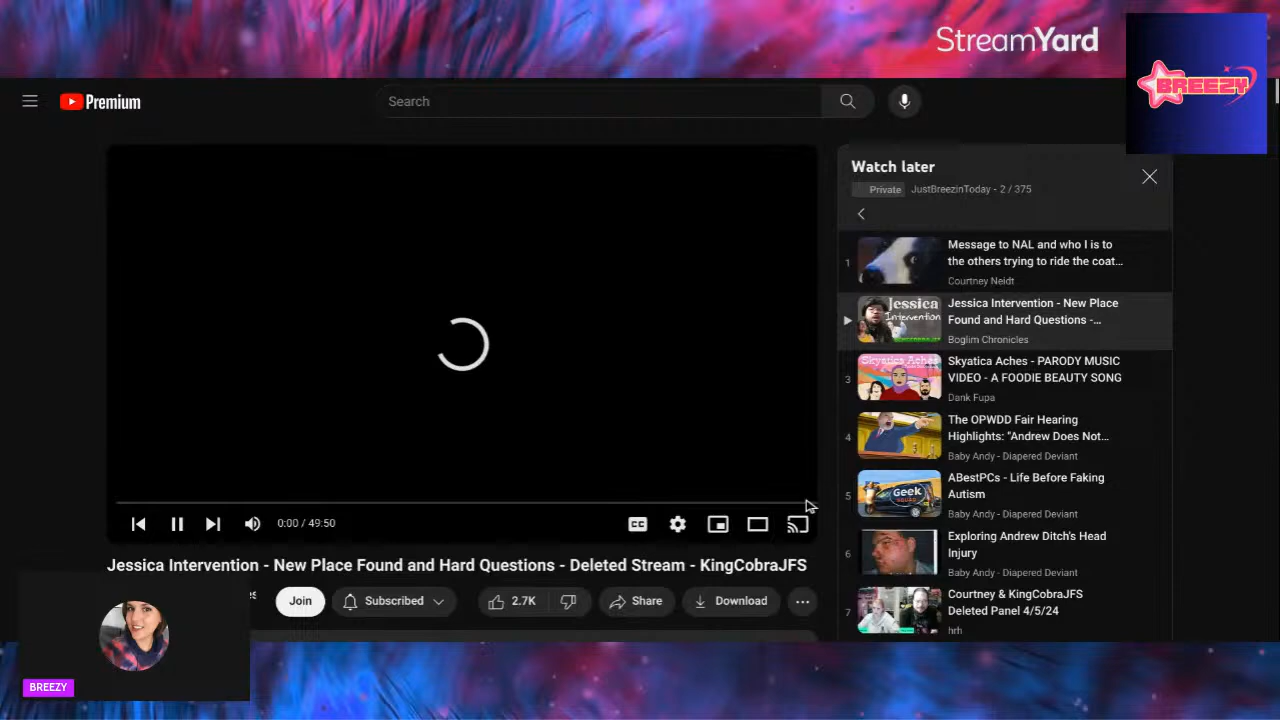 StreamYard
BREEZY
Premium
Search
Watch later
Private JustBreezinToday - 2 / 375
1
Message to NAL and who I is to
the others trying to ride the coat...
Courtney Neidt
Jessica
Intervention
Jessica Intervention - New Place
Found and Hard Questions -...
Boglim Chronicles
3
Skyatica Aches
Skyatica Aches - PARODY MUSIC
VIDEO - A FOODIE BEAUTY SONG
Dank Fupa
4
The OPWDD Fair Hearing
Highlights: "Andrew Does Not...
Baby Andy - Diapered Deviant
5
Geek
ABestPCs - Life Before Faking
Autism
Baby Andy - Diapered Deviant
6
Exploring Andrew Ditch's Head
Injury
Baby Andy - Diapered Deviant
7
Courtney & KingCobraJFS
Deleted Panel 4/5/24
hrh
0:00 / 49:50
CC
Jessica Intervention - New Place Found and Hard Questions - Deleted Stream - KingCobraJFS
Join
Subscribed
2.7K
Share
Download
BREEZY